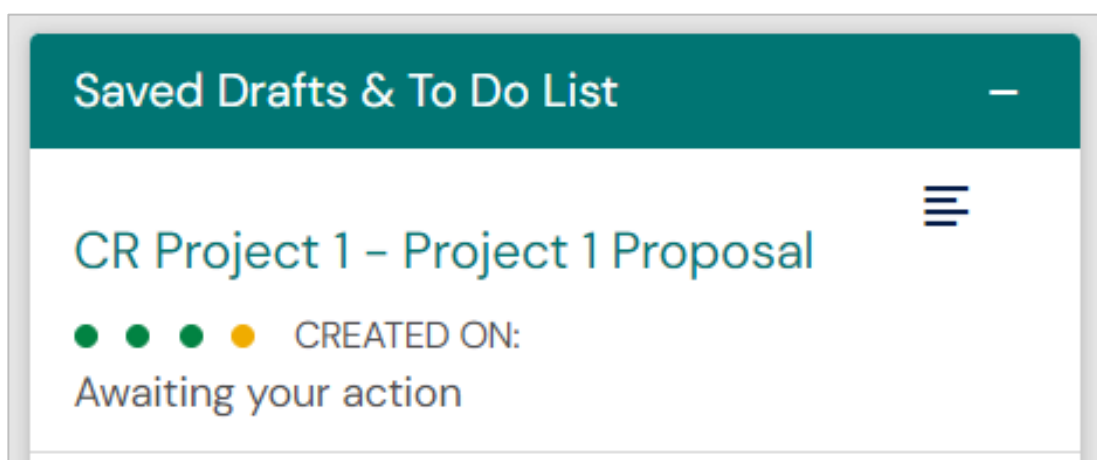 Saved Drafts & To Do List
CR Project 1 – Project 1 Proposal
CREATED ON:
Awaiting your action